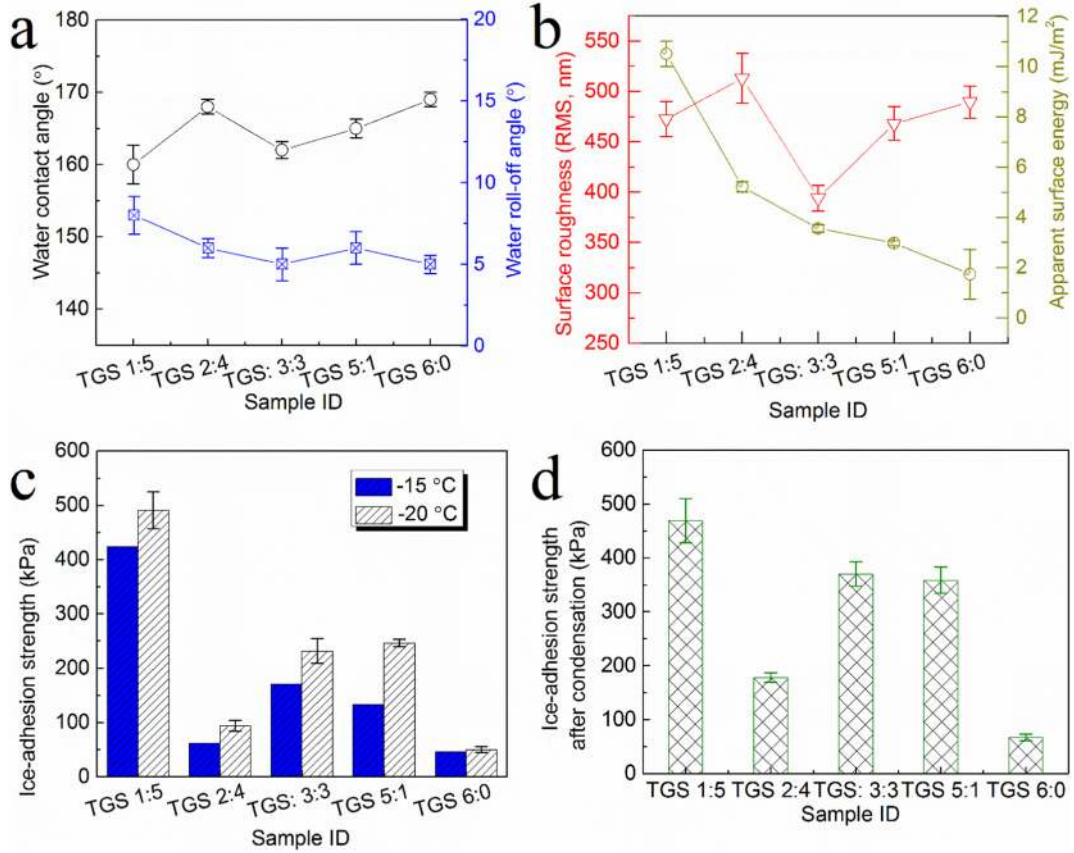 a
180
170
160
150
140
Water contact angle (°)
20
15
10
5
0
Water roll-off angle (°)
TGS 1:5
TGS 2:4
TGS: 3:3
TGS 5:1
TGS 6:0
Sample ID
b
550
500
450
400
350
300
250
Surface roughness (RMS, nm)
12
10
8
6
4
2
0
Apparent surface energy (mJ/m²)
TGS 1:5
TGS 2:4
TGS: 3:3
TGS 5:1
TGS 6:0
Sample ID
c
600
500
400
300
200
100
0
Ice-adhesion strength (kPa)
-15 °C
-20 °C
TGS 1:5
TGS 2:4
TGS: 3:3
TGS 5:1
TGS 6:0
Sample ID
d
600
500
400
300
200
100
0
Ice-adhesion strength
after condensation (kPa)
TGS 1:5
TGS 2:4
TGS: 3:3
TGS 5:1
TGS 6:0
Sample ID